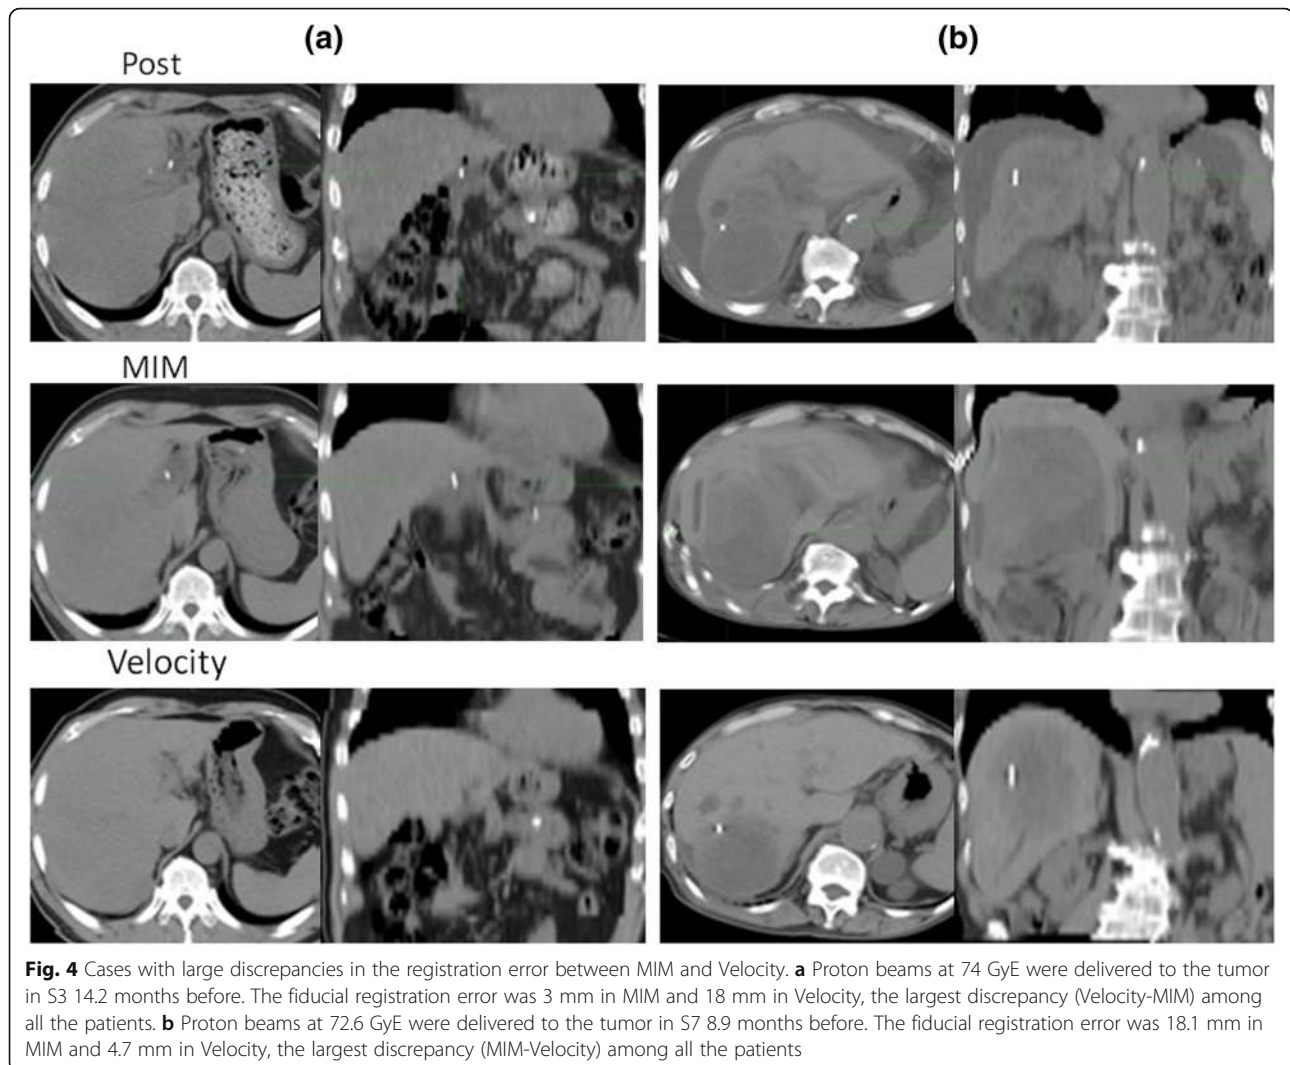 (a) (b)
Post
MIM
Velocity
Fig. 4 Cases with large discrepancies in the registration error between MIM and Velocity. a Proton beams at 74 GyE were delivered to the tumor
in S3 14.2 months before. The fiducial registration error was 3 mm in MIM and 18 mm in Velocity, the largest discrepancy (Velocity-MIM) among
all the patients. b Proton beams at 72.6 GyE were delivered to the tumor in S7 8.9 months before. The fiducial registration error was 18.1 mm in
MIM and 4.7 mm in Velocity, the largest discrepancy (MIM-Velocity) among all the patients